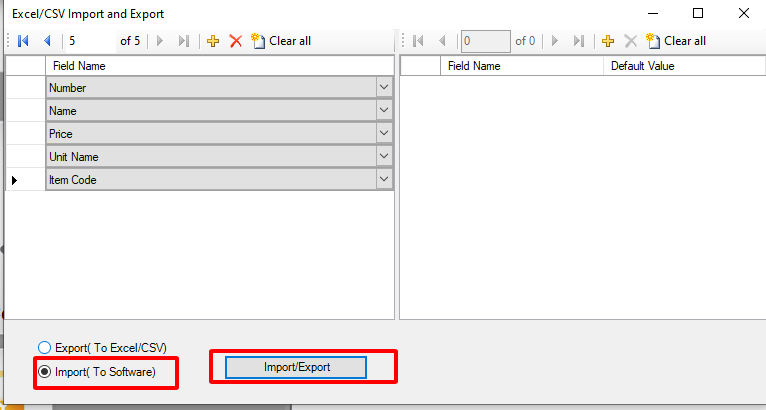 Excel/CSV Import and Export
5 of 5 Clear all
0 of 0 Clear all
Field Name
Number
Name
Price
Unit Name
Item Code
Field Name Default Value
Export( To Excel/CSV)
Import( To Software)
Import/Export